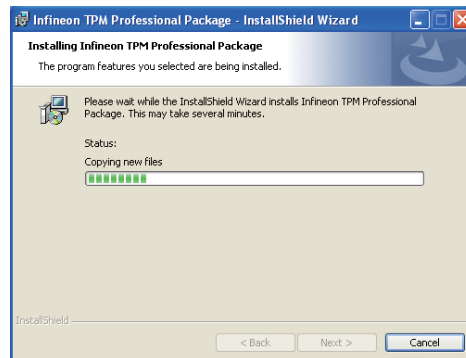 Infineon TPM Professional Package - InstallShield Wizard
Installing Infineon TPM Professional Package
The program features you selected are being installed.
Please wait while the InstallShield Wizard installs Infineon TPM Professional
Package. This may take several minutes.
Status:
Copying new files
InstallShield
< Back
Next >
Cancel